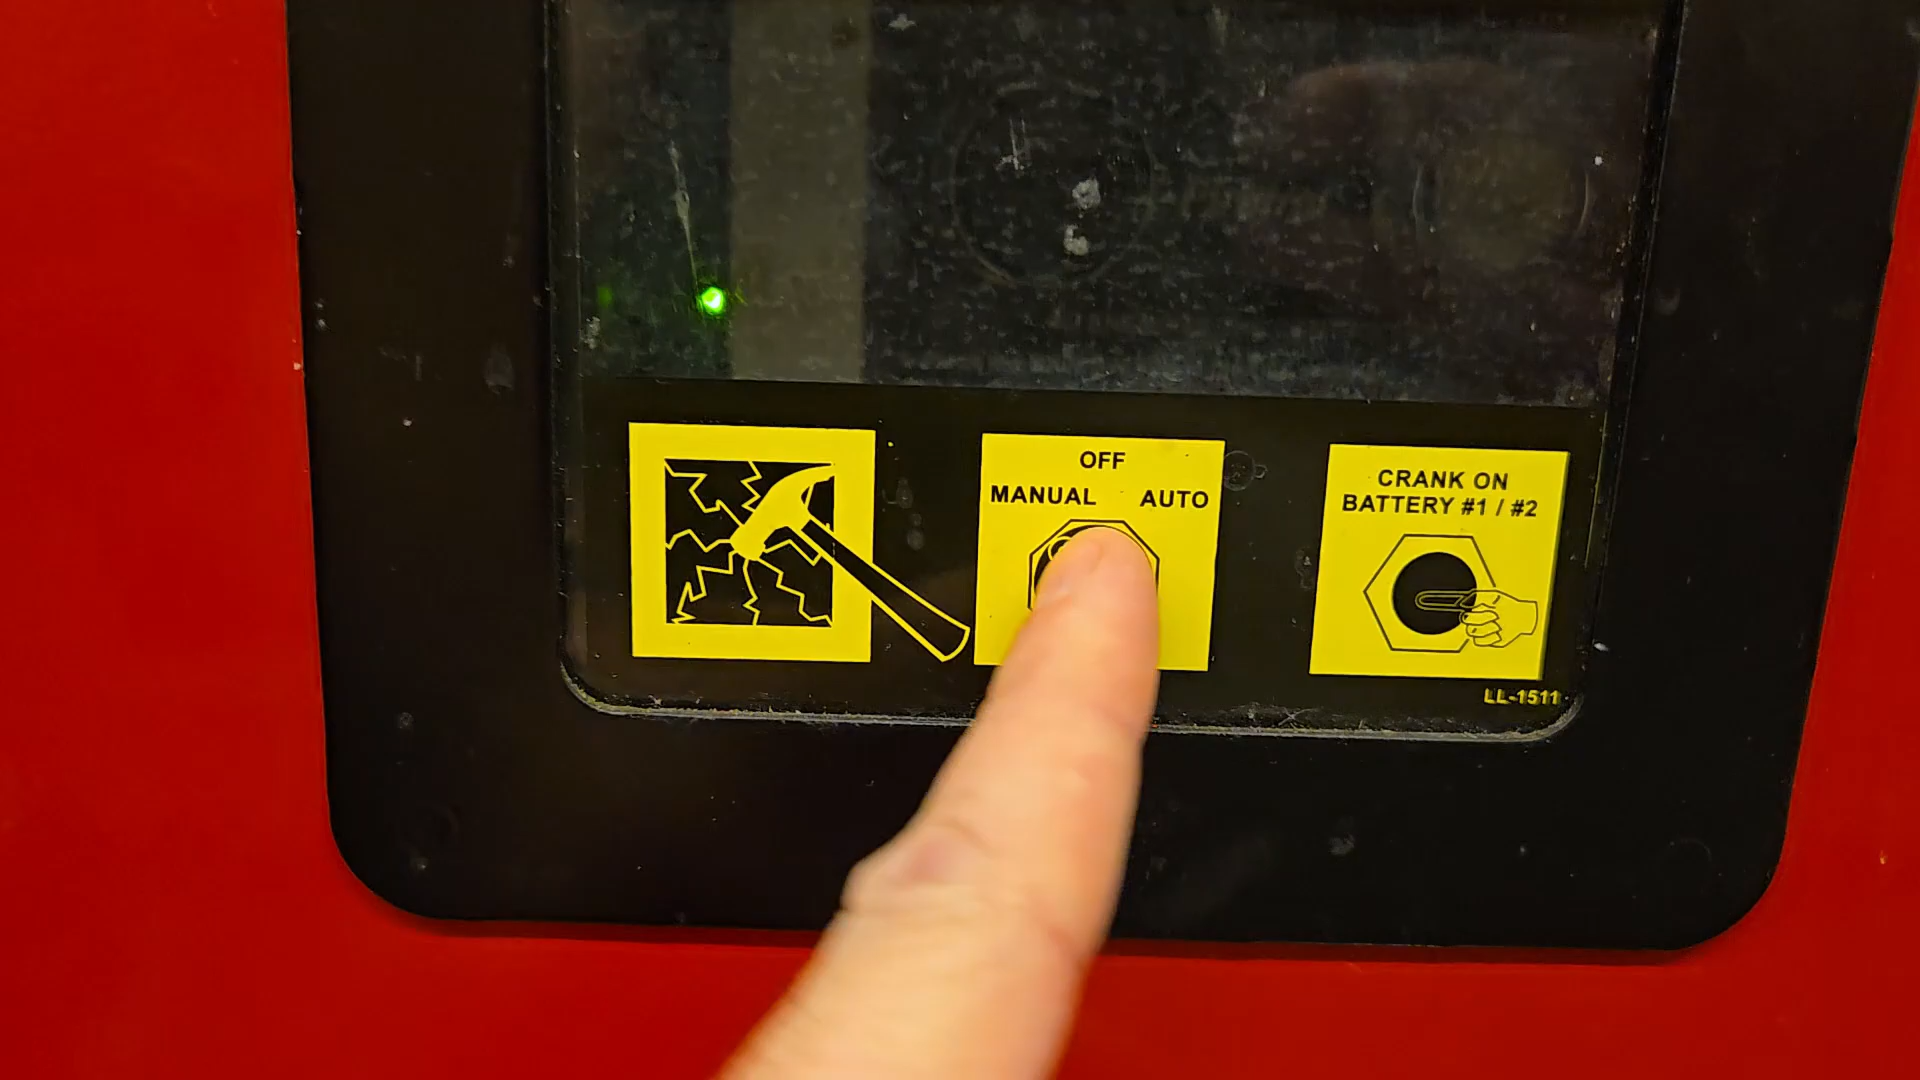 OFF
MANUAL AUTO
CRANK ON
BATTERY #1 / #2
LL-1511